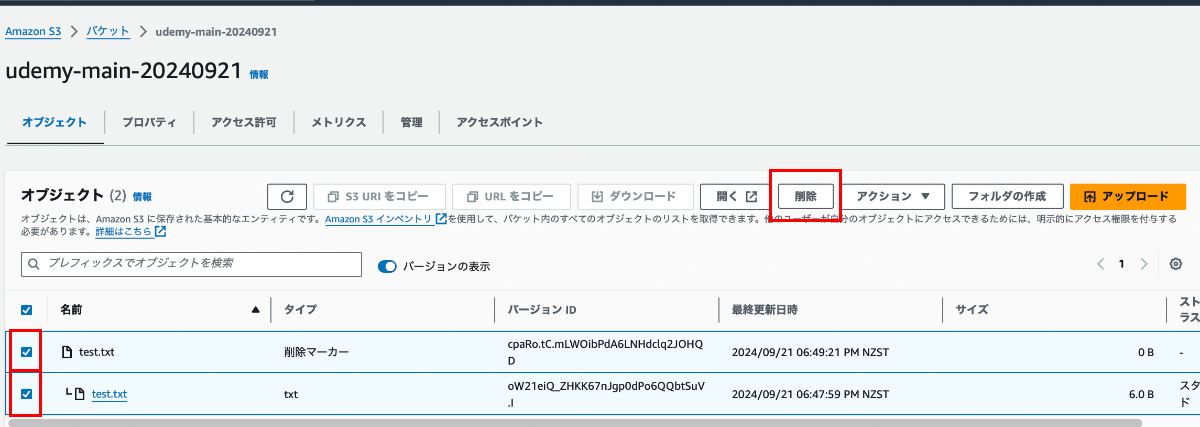 Amazon S3 > バケット > udemy-main-20240921
udemy-main-20240921 情報
オブジェクト プロパティ アクセス許可 メトリクス 管理 アクセスポイント
オブジェクト (2) 情報 S3 URI をコピー URL をコピー ダウンロード 開く 削除 アクション ▼ フォルダの作成 アップロード
オブジェクトは、Amazon S3 に保存された基本的なエンティティです。Amazon S3 インベントリ を使用して、バケット内のすべてのオブジェクトのリストを取得できます。他のユーザーが自分のオブジェクトにアクセスできるためには、明示的にアクセス権限を付与する
必要があります。詳細はこちら
プレフィックスでオブジェクトを検索 バージョンの表示 < 1 >
名前 ▲ タイプ バージョン ID 最終更新日時 サイズ スト
ラス
test.txt 削除マーカー cpaRo.tC.mLWOibPdA6LNHdclq2JOHQ 2024/09/21 06:49:21 PM NZST 0 B -
D
test.txt txt oW21eiQ_ZHKK67nJgp0dPo6QQbtSuV 2024/09/21 06:47:59 PM NZST 6.0 B スタ
.I ド